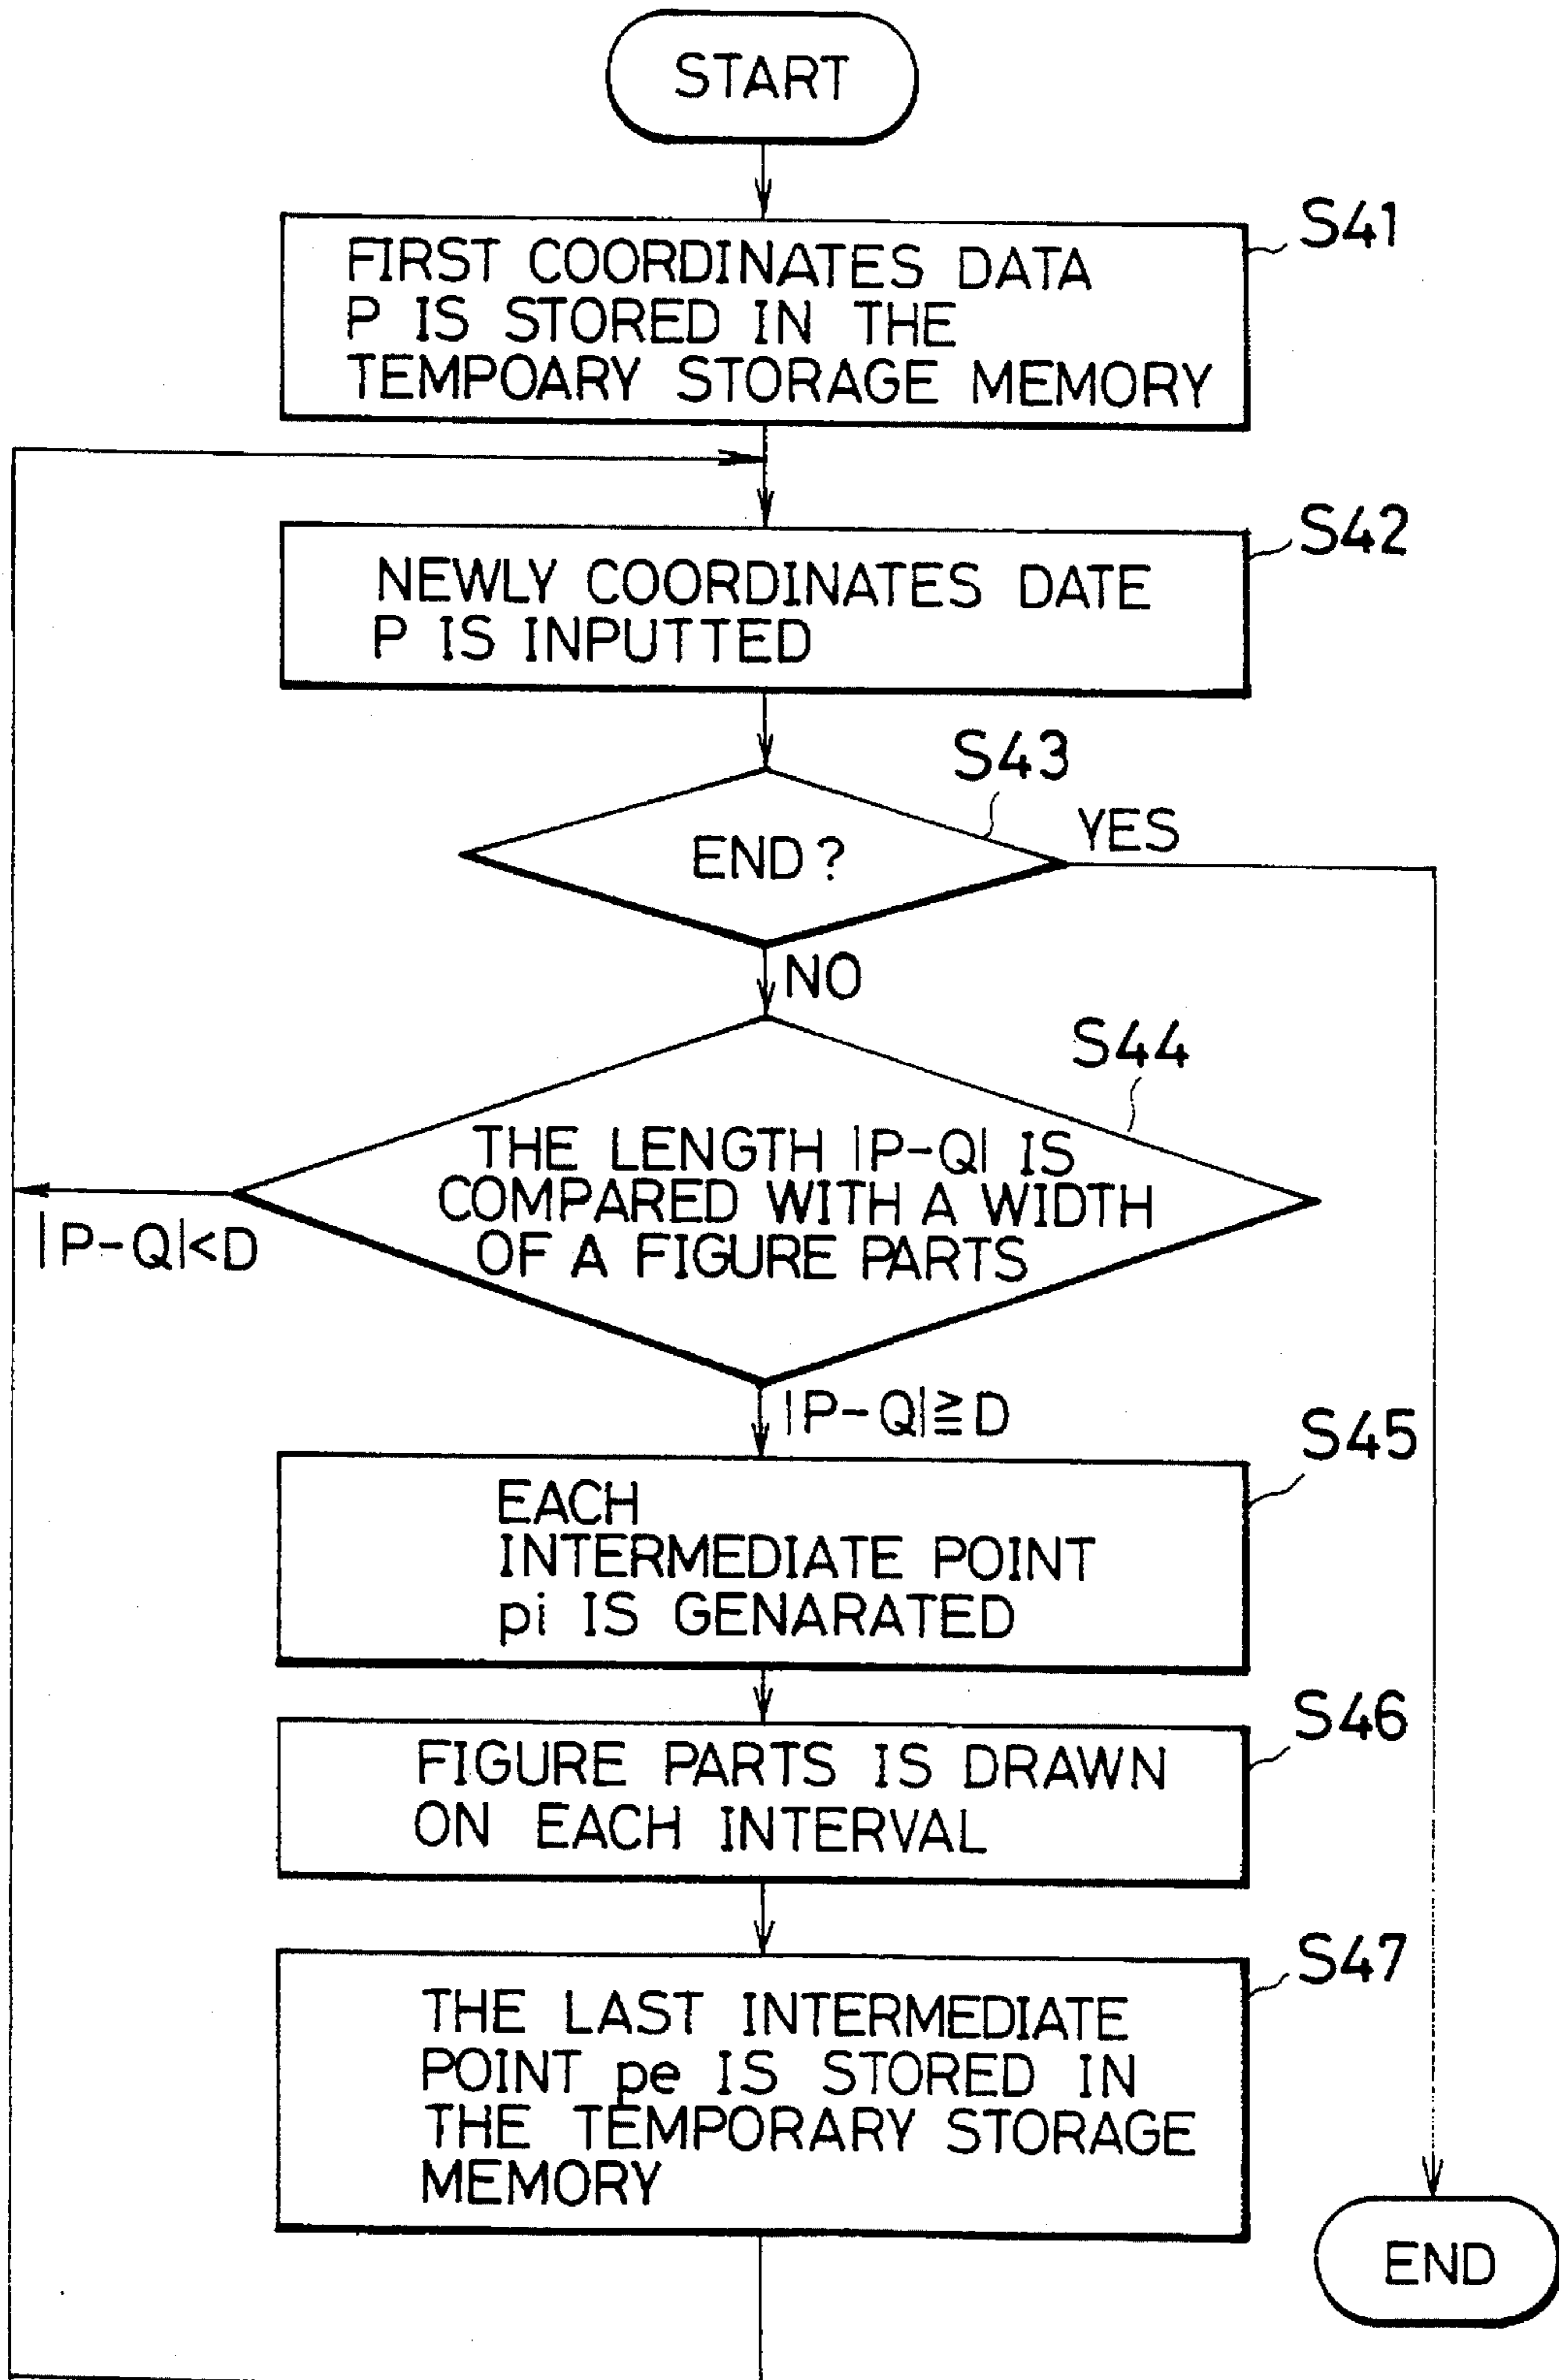 START
S41
FIRST COORDINATES DATA
P IS STORED IN THE
TEMPOARY STORAGE MEMORY
S42
NEWLY COORDINATES DATE
P IS INPUTTED
S43
END?
YES
NO
S44
THE LENGTH |P-Q| IS
COMPARED WITH A WIDTH
OF A FIGURE PARTS
|P-Q|<D
|P-Q|≧D
S45
EACH
INTERMEDIATE POINT
pi IS GENARATED
S46
FIGURE PARTS IS DRAWN
ON EACH INTERVAL
S47
THE LAST INTERMEDIATE
POINT pe IS STORED IN
THE TEMPORARY STORAGE
MEMORY
END